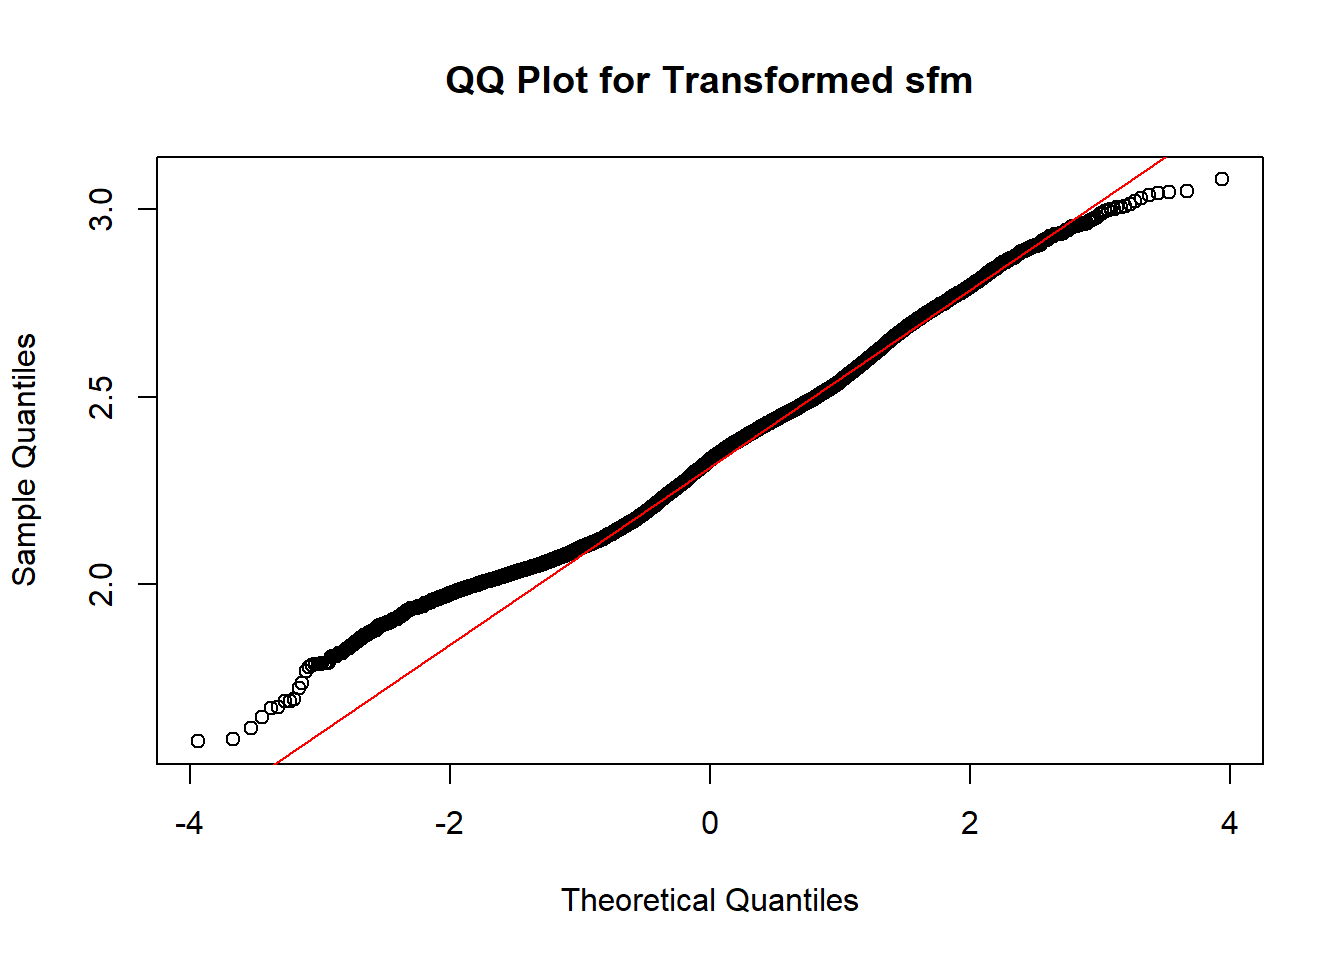 QQ Plot for Transformed sfm
3.0
2.5
2.0
Sample Quantiles
-4 -2 0 2 4
Theoretical Quantiles